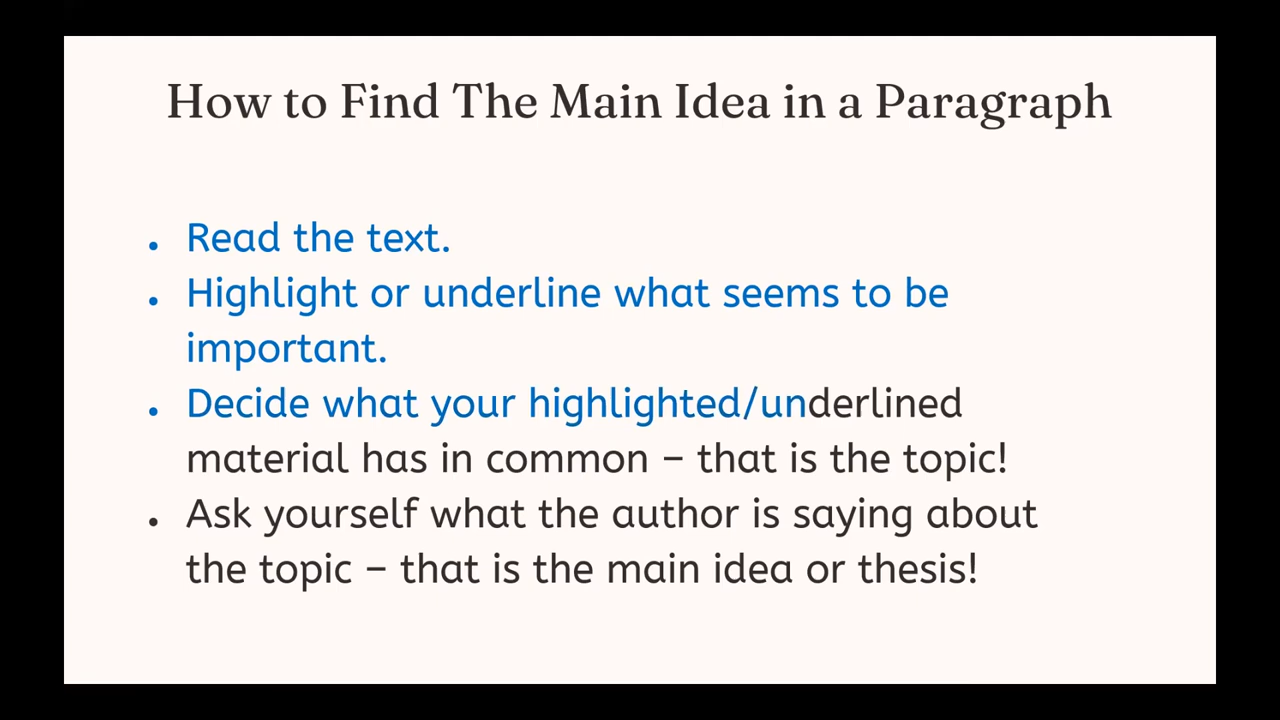 How to Find The Main Idea in a Paragraph
• Read the text.
• Highlight or underline what seems to be
important.
• Decide what your highlighted/underlined
material has in common – that is the topic!
• Ask yourself what the author is saying about
the topic – that is the main idea or thesis!